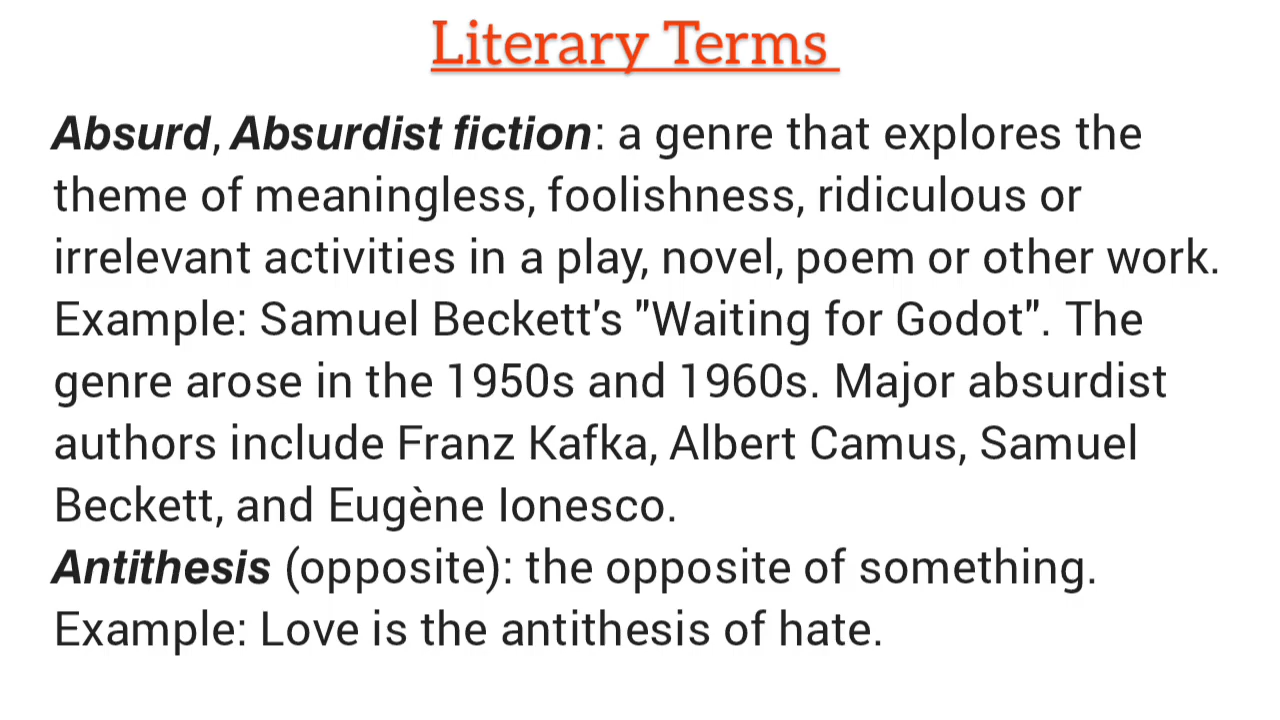 Literary Terms
Absurd, Absurdist fiction: a genre that explores the
theme of meaningless, foolishness, ridiculous or
irrelevant activities in a play, novel, poem or other work.
Example: Samuel Beckett's "Waiting for Godot". The
genre arose in the 1950s and 1960s. Major absurdist
authors include Franz Kafka, Albert Camus, Samuel
Beckett, and Eugène Ionesco.
Antithesis (opposite): the opposite of something.
Example: Love is the antithesis of hate.